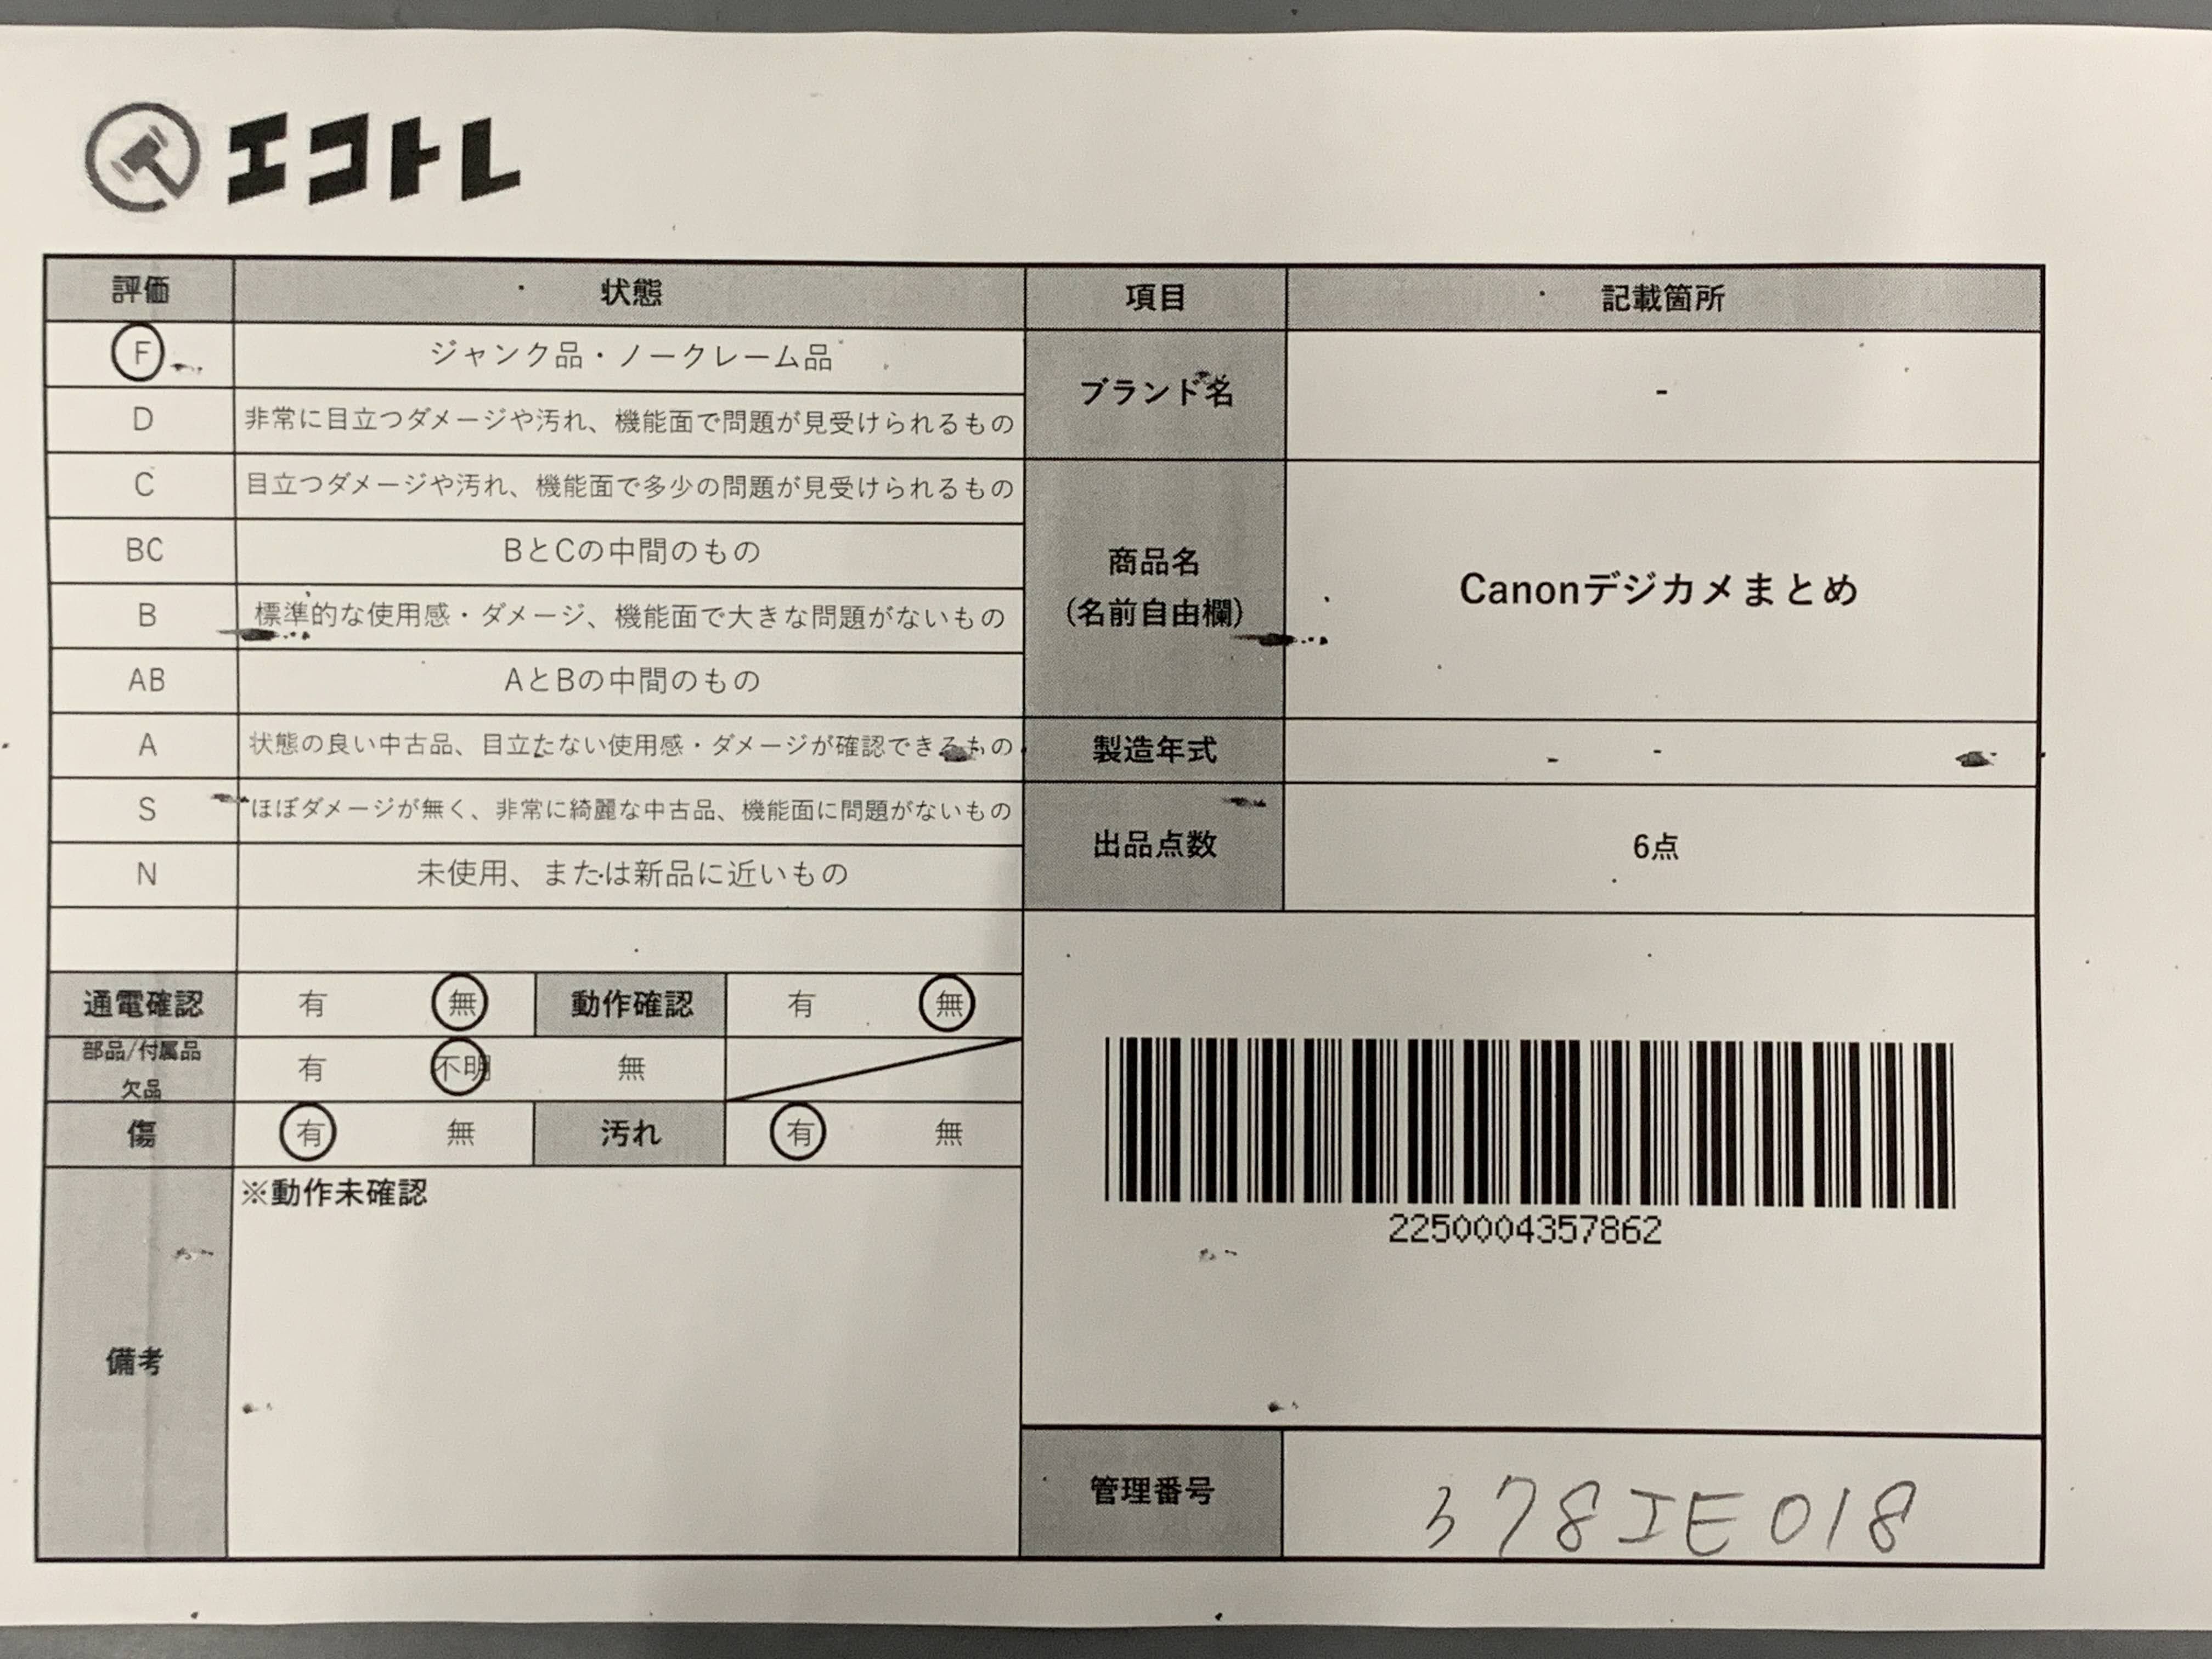 エコトレ
評価 状態 項目 記載箇所
F ジャンク品・ノークレーム品
D 非常に目立つダメージや汚れ、機能面で問題が見受けられるもの
ブランド名 -
C 目立つダメージや汚れ、機能面で多少の問題が見受けられるもの
BC BとCの中間のもの
B 標準的な使用感・ダメージ、機能面で大きな問題がないもの
商品名
(名前自由欄)
Canonデジカメまとめ
AB AとBの中間のもの
A 状態の良い中古品、目立たない使用感・ダメージが確認できるもの
製造年式 -
S ほぼダメージが無く、非常に綺麗な中古品、機能面に問題がないもの
N 未使用、または新品に近いもの
出品点数 6点
通電確認 有 無 動作確認 有 無
部品/付属品
欠品
有 不明 無
傷 有 無 汚れ 有 無
備考
※動作未確認
2250004357862
管理番号 378IE018